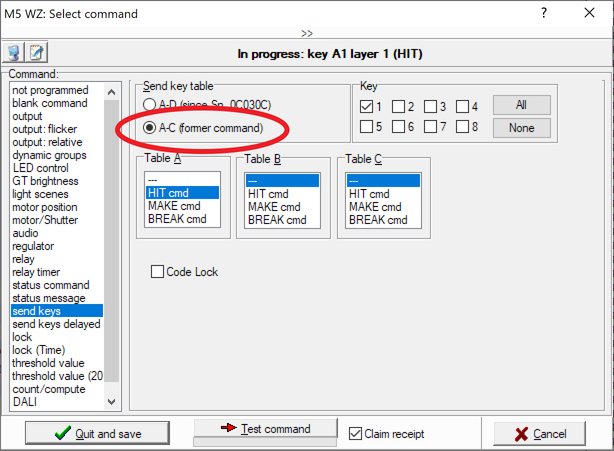 M5 WZ: Select command
? ×
>>
In progress: key A1 layer 1 (HIT)
Command:
not programmed
blank command
output
output: flicker
output: relative
dynamic groups
LED control
GT brightness
light scenes
motor position
motor/Shutter
audio
regulator
relay
relay timer
status command
status message
send keys
send keys delayed
lock
lock (Time)
threshold value
threshold value (20
count/compute
DALI
Send key table
A-D (since Sn. 0C030C)
A-C (former command)
Key
1 2 3 4
5 6 7 8
All
None
Table A
---
HIT cmd
MAKE cmd
BREAK cmd
Table B
---
HIT cmd
MAKE cmd
BREAK cmd
Table C
---
HIT cmd
MAKE cmd
BREAK cmd
Code Lock
Quit and save
Test command
Claim receipt
Cancel